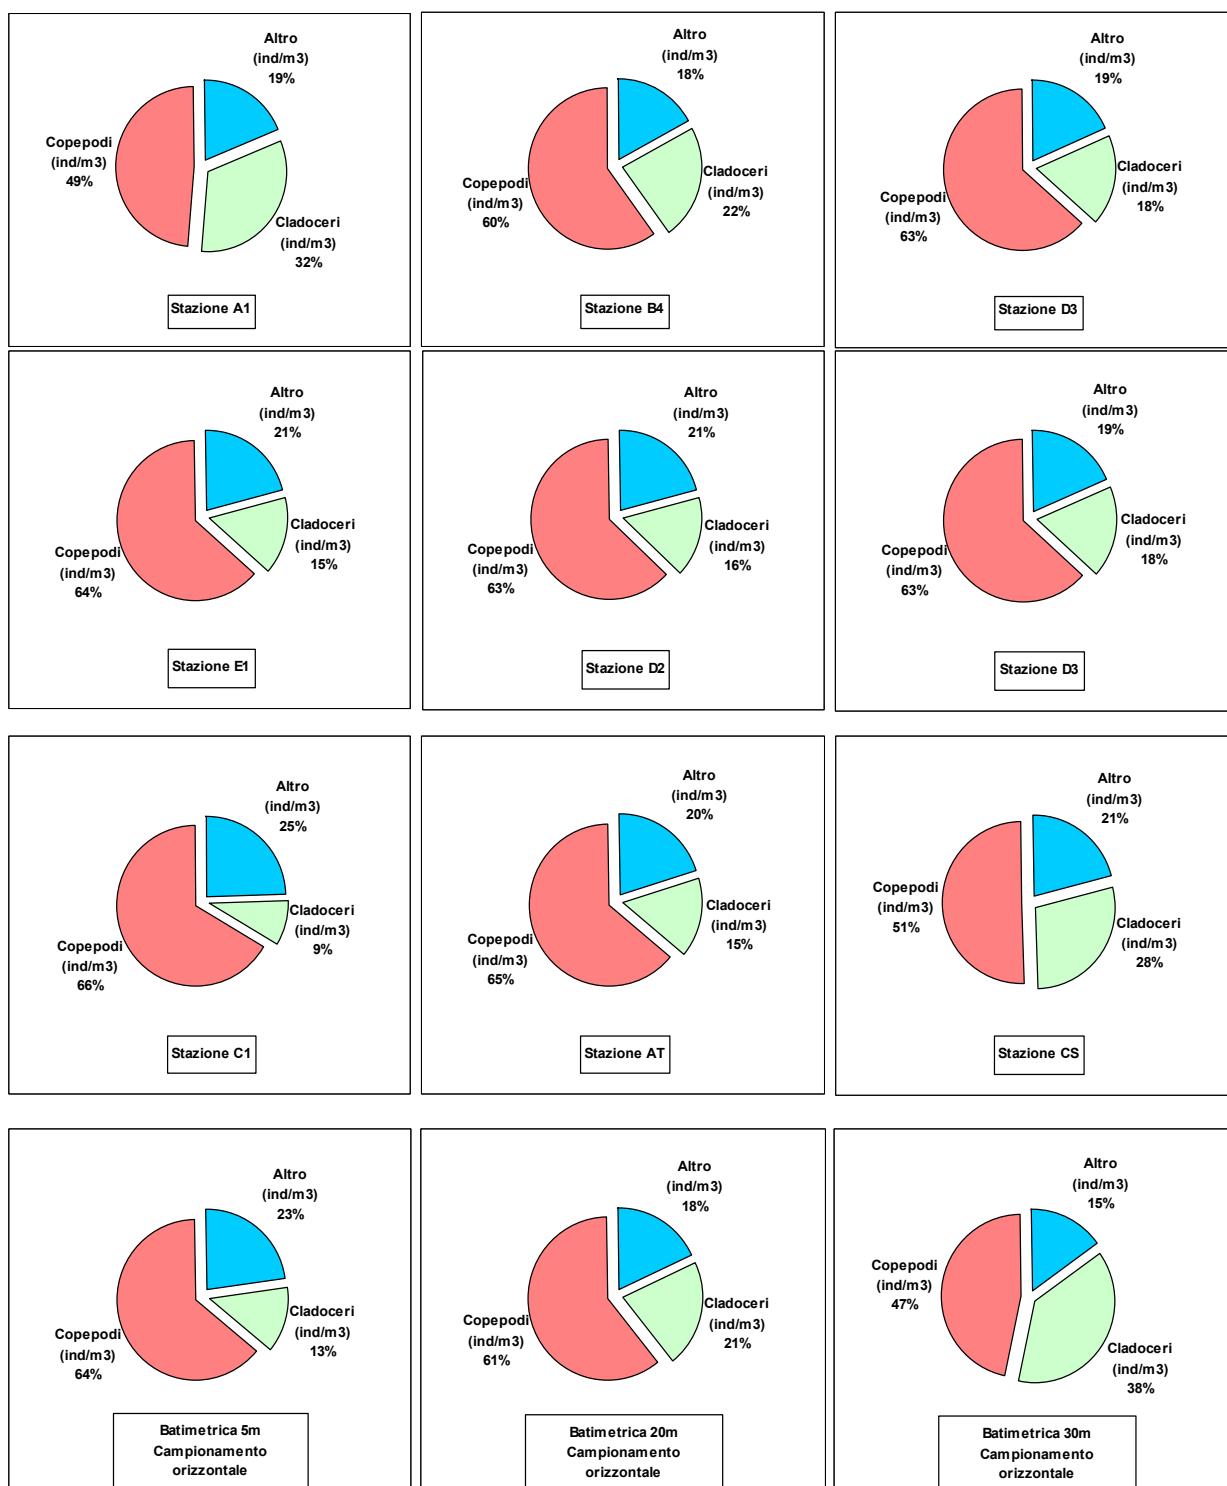 Altro
(ind/m3)
19%
Copepodi
(ind/m3)
49%
Cladoceri
(ind/m3)
32%
Stazione A1
Altro
(ind/m3)
18%
Copepodi
(ind/m3)
60%
Cladoceri
(ind/m3)
22%
Stazione B4
Altro
(ind/m3)
19%
Copepodi
(ind/m3)
63%
Cladoceri
(ind/m3)
18%
Stazione D3
Altro
(ind/m3)
21%
Copepodi
(ind/m3)
64%
Cladoceri
(ind/m3)
15%
Stazione E1
Altro
(ind/m3)
21%
Copepodi
(ind/m3)
63%
Cladoceri
(ind/m3)
16%
Stazione D2
Altro
(ind/m3)
19%
Copepodi
(ind/m3)
63%
Cladoceri
(ind/m3)
18%
Stazione D3
Altro
(ind/m3)
25%
Copepodi
(ind/m3)
66%
Cladoceri
(ind/m3)
9%
Stazione C1
Altro
(ind/m3)
20%
Copepodi
(ind/m3)
65%
Cladoceri
(ind/m3)
15%
Stazione AT
Altro
(ind/m3)
21%
Copepodi
(ind/m3)
51%
Cladoceri
(ind/m3)
28%
Stazione CS
Altro
(ind/m3)
23%
Copepodi
(ind/m3)
64%
Cladoceri
(ind/m3)
13%
Batimetrica 5m
Campionamento
orizzontale
Altro
(ind/m3)
18%
Copepodi
(ind/m3)
61%
Cladoceri
(ind/m3)
21%
Batimetrica 20m
Campionamento
orizzontale
Altro
(ind/m3)
15%
Copepodi
(ind/m3)
47%
Cladoceri
(ind/m3)
38%
Batimetrica 30m
Campionamento
orizzontale